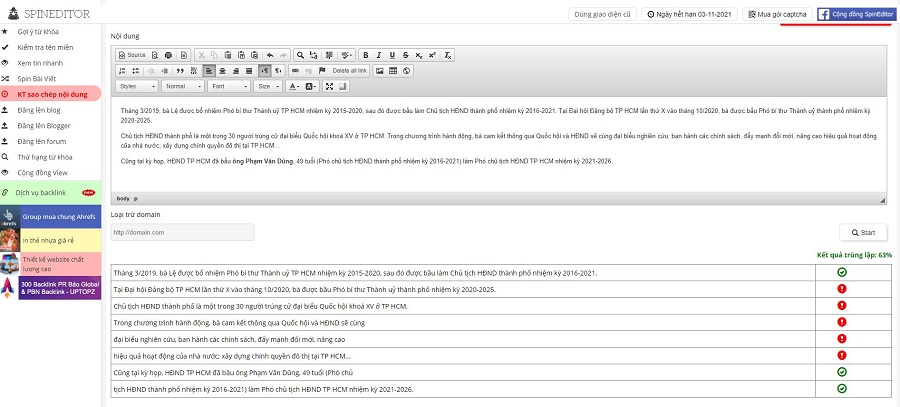 SPINEDITOR
Dùng giao diện cũ
Ngày hết hạn 03-11-2021
Mua gói captcha
Cộng đồng SpinEditor
Gợi ý từ khóa
Kiểm tra tên miền
Xem tin nhanh
Spin Bài Viết
KT sao chép nội dung
Đăng lên blog
Đăng lên Blogger
Đăng lên forum
Thứ hạng từ khóa
Cộng đồng View
Dịch vụ backlink
new
Group mua chung Ahrefs
In thẻ nhựa giá rẻ
Thiết kế website chất
lượng cao
300 Backlink PR Báo Global
& PBN Backlink - UPTOPZ
Nội dung
Source
Delete all link
Styles
Normal
Font
Size
Tháng 3/2019, bà Lệ được bổ nhiệm Phó bí thư Thành uỷ TP HCM nhiệm kỳ 2015-2020, sau đó được bầu làm Chủ tịch HĐND thành phố nhiệm kỳ 2016-2021. Tại Đại hội Đảng bộ TP HCM lần thứ X vào tháng 10/2020, bà được bầu Phó bí thư Thành uỷ thành phố nhiệm kỳ
2020-2025.
Chủ tịch HĐND thành phố là một trong 30 người trúng cử đại biểu Quốc hội khoá XV ở TP HCM. Trong chương trình hành động, bà cam kết thông qua Quốc hội và HĐND sẽ cùng đại biểu nghiên cứu, ban hành các chính sách, đẩy mạnh đổi mới, nâng cao hiệu quả hoạt động
của nhà nước; xây dựng chính quyền đô thị tại TP HCM...
Cũng tại kỳ họp, HĐND TP HCM đã bầu ông Phạm Văn Dũng, 49 tuổi (Phó chủ tịch HĐND thành phố nhiệm kỳ 2016-2021) làm Phó chủ tịch HĐND TP HCM nhiệm kỳ 2021-2026.
body p
Loại trừ domain
http://domain.com
Start
Kết quả trùng lặp: 63%
Tháng 3/2019, bà Lệ được bổ nhiệm Phó bí thư Thành uỷ TP HCM nhiệm kỳ 2015-2020, sau đó được bầu làm Chủ tịch HĐND thành phố nhiệm kỳ 2016-2021.
Tại Đại hội Đảng bộ TP HCM lần thứ X vào tháng 10/2020, bà được bầu Phó bí thư Thành uỷ thành phố nhiệm kỳ 2020-2025.
Chủ tịch HĐND thành phố là một trong 30 người trúng cử đại biểu Quốc hội khoá XV ở TP HCM.
Trong chương trình hành động, bà cam kết thông qua Quốc hội và HĐND sẽ cùng
đại biểu nghiên cứu, ban hành các chính sách, đẩy mạnh đổi mới, nâng cao
hiệu quả hoạt động của nhà nước; xây dựng chính quyền đô thị tại TP HCM...
Cũng tại kỳ họp, HĐND TP HCM đã bầu ông Phạm Văn Dũng, 49 tuổi (Phó chủ
tịch HĐND thành phố nhiệm kỳ 2016-2021) làm Phó chủ tịch HĐND TP HCM nhiệm kỳ 2021-2026.